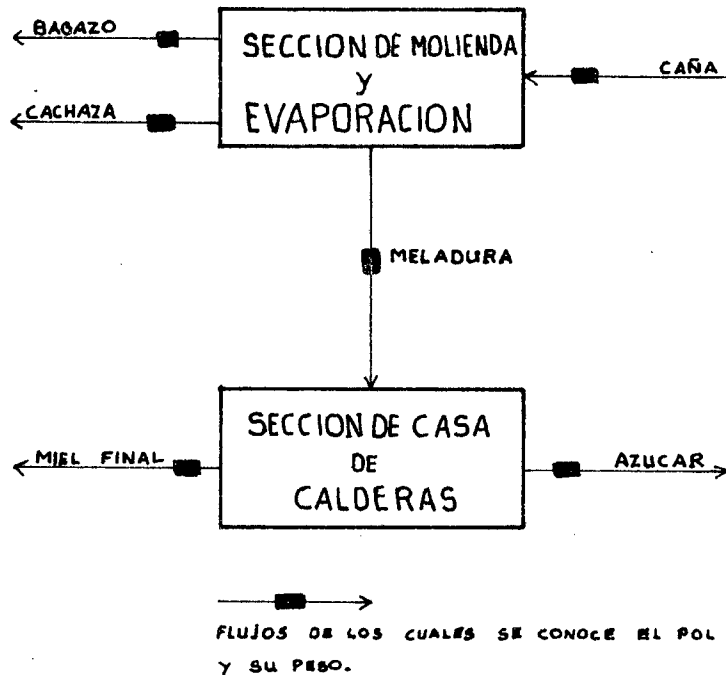 BAGAZO
SECCION DE MOLIENDA
Y
EVAPORACION
CAÑA
CACHAZA
MELADURA
SECCION DE CASA
DE
CALDERAS
MIEL FINAL
AZUCAR
FLUJOS DE LOS CUALES SE CONOCE EL POL
Y SU PESO.